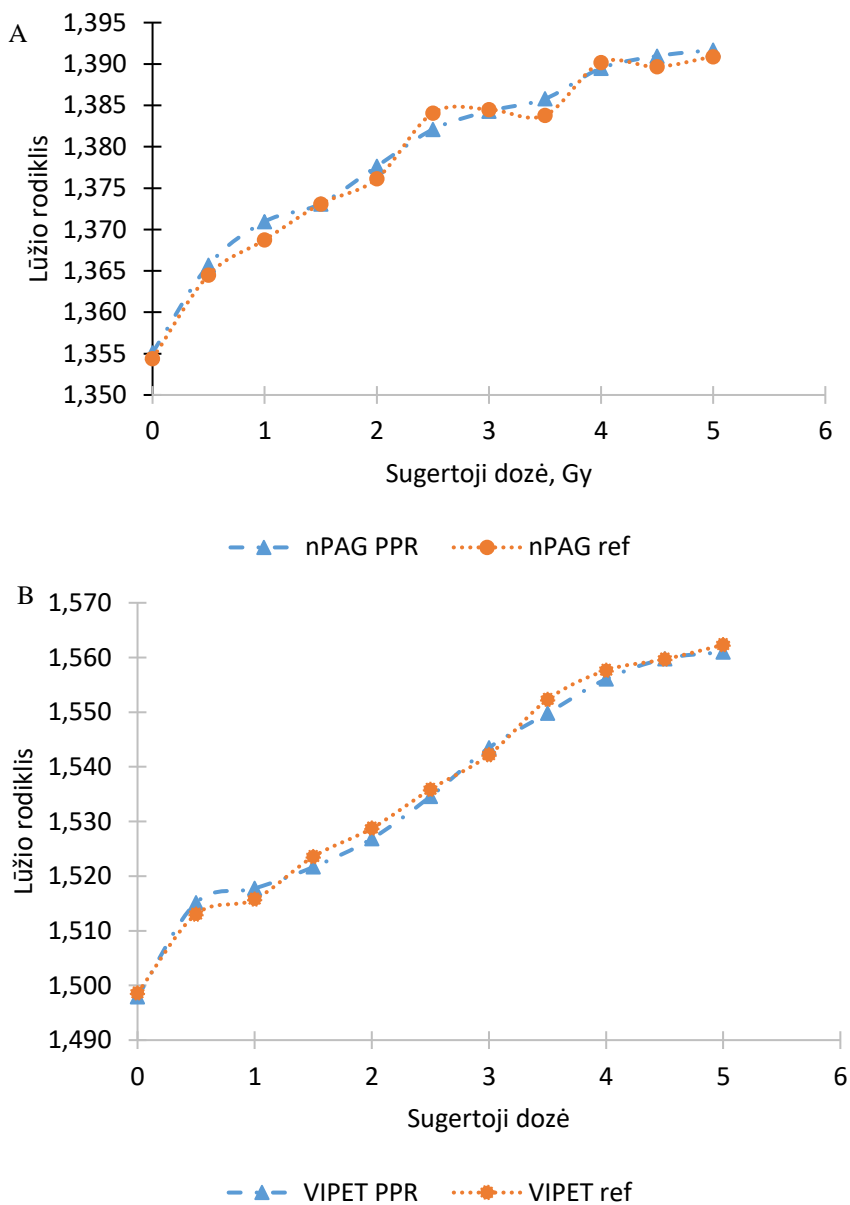 A
1,395
1,390
1,385
1,380
1,375
1,370
1,365
1,360
1,355
1,350
Lūžio rodiklis
0 1 2 3 4 5 6
Sugertoji dozė, Gy
nPAG PPR nPAG ref
B
1,570
1,560
1,550
1,540
1,530
1,520
1,510
1,500
1,490
Lūžio rodiklis
0 1 2 3 4 5 6
Sugertoji dozė
VIPET PPR VIPET ref